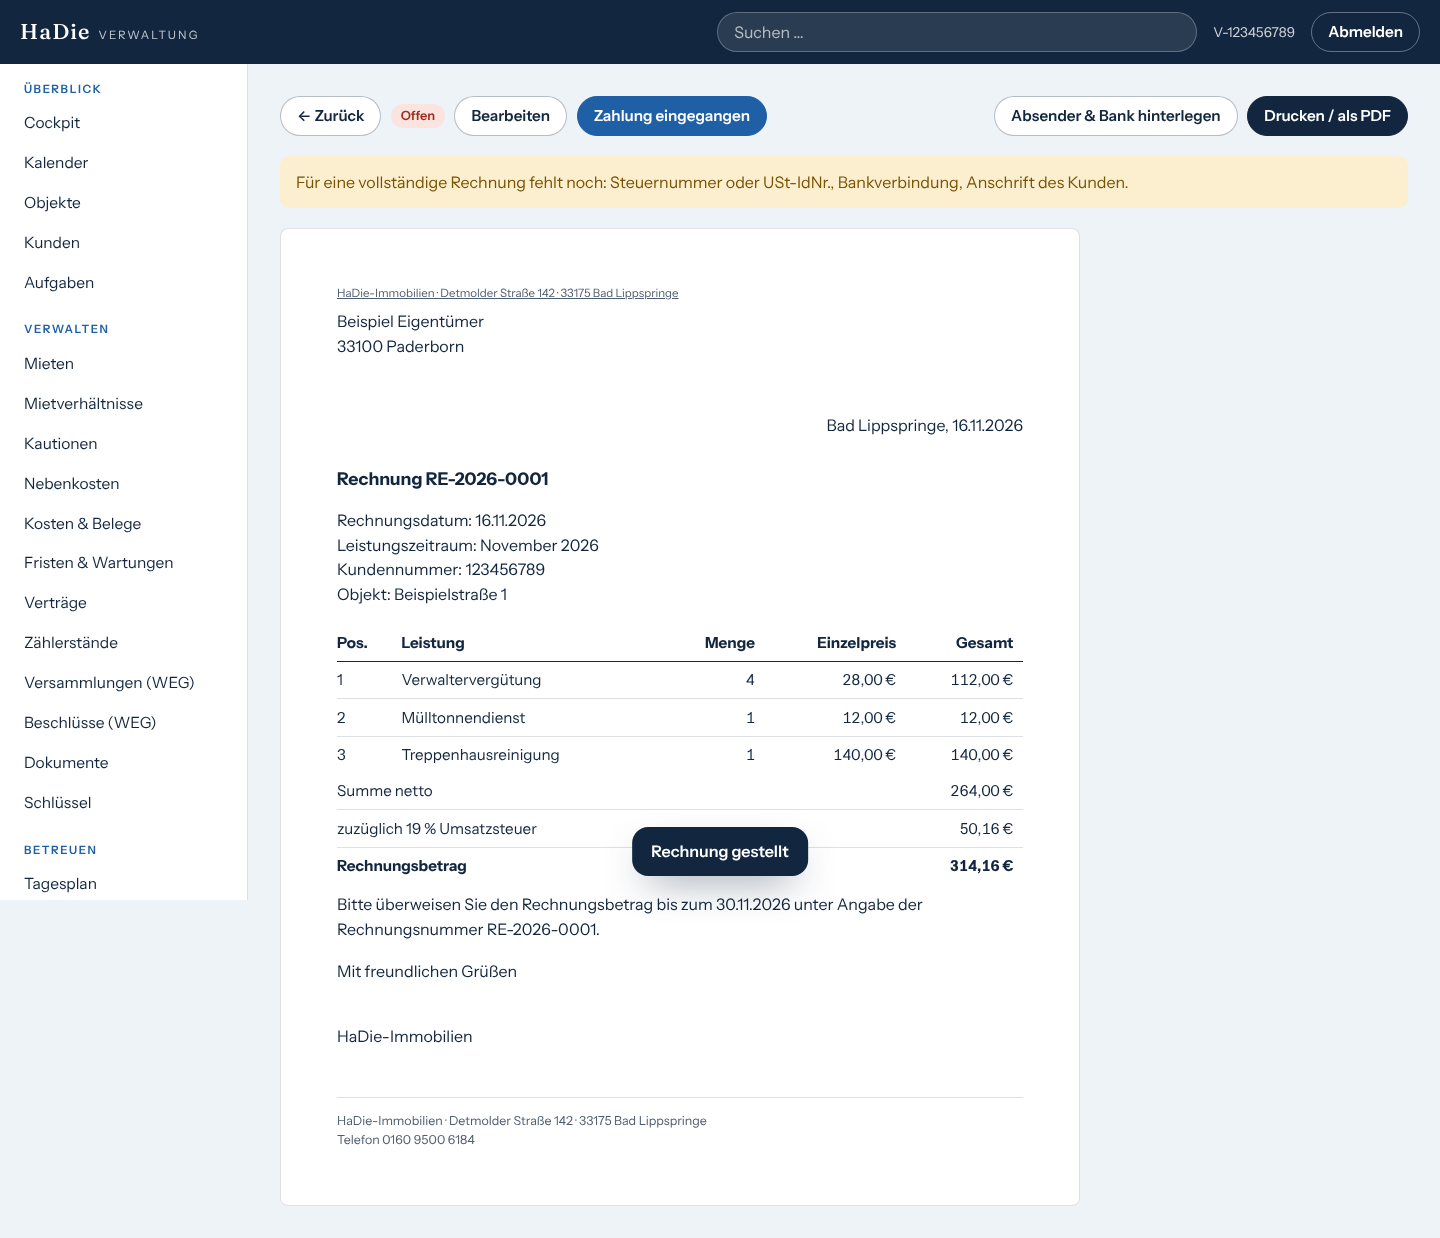 HaDie VERWALTUNG
Suchen ...
V-123456789
Abmelden
ÜBERBLICK
Cockpit
Kalender
Objekte
Kunden
Aufgaben
VERWALTEN
Mieten
Mietverhältnisse
Kautionen
Nebenkosten
Kosten & Belege
Fristen & Wartungen
Verträge
Zählerstände
Versammlungen (WEG)
Beschlüsse (WEG)
Dokumente
Schlüssel
BETREUEN
Tagesplan
← Zurück
Offen
Bearbeiten
Zahlung eingegangen
Absender & Bank hinterlegen
Drucken / als PDF
Für eine vollständige Rechnung fehlt noch: Steuernummer oder USt-IdNr., Bankverbindung, Anschrift des Kunden.
HaDie-Immobilien · Detmolder Straße 142 · 33175 Bad Lippspringe
Beispiel Eigentümer
33100 Paderborn
Bad Lippspringe, 16.11.2026
Rechnung RE-2026-0001
Rechnungsdatum: 16.11.2026
Leistungszeitraum: November 2026
Kundennummer: 123456789
Objekt: Beispielstraße 1
Pos. Leistung Menge Einzelpreis Gesamt
1 Verwaltervergütung 4 28,00 € 112,00 €
2 Mülltonnendienst 1 12,00 € 12,00 €
3 Treppenhausreinigung 1 140,00 € 140,00 €
Summe netto 264,00 €
zuzüglich 19 % Umsatzsteuer 50,16 €
Rechnungsbetrag 314,16 €
Rechnung gestellt
Bitte überweisen Sie den Rechnungsbetrag bis zum 30.11.2026 unter Angabe der
Rechnungsnummer RE-2026-0001.
Mit freundlichen Grüßen
HaDie-Immobilien
HaDie-Immobilien · Detmolder Straße 142 · 33175 Bad Lippspringe
Telefon 0160 9500 6184